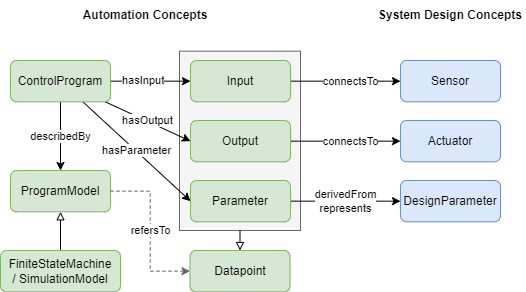 Automation Concepts
System Design Concepts
ControlProgram
hasInput
Input
connectsTo
Sensor
hasOutput
describedBy
Output
connectsTo
Actuator
hasParameter
ProgramModel
Parameter
derivedFrom
represents
DesignParameter
refersTo
FiniteStateMachine
/ SimulationModel
Datapoint